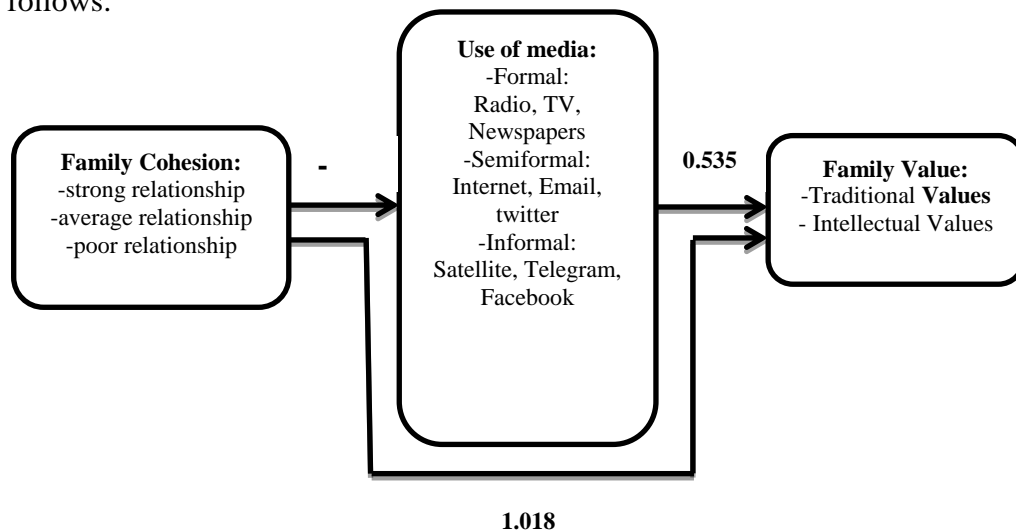 follows:
Family Cohesion:
-strong relationship
-average relationship
-poor relationship
-
Use of media:
-Formal:
Radio, TV,
Newspapers
-Semiformal:
Internet, Email,
twitter
-Informal:
Satellite, Telegram,
Facebook
0.535
Family Value:
-Traditional Values
- Intellectual Values
1.018